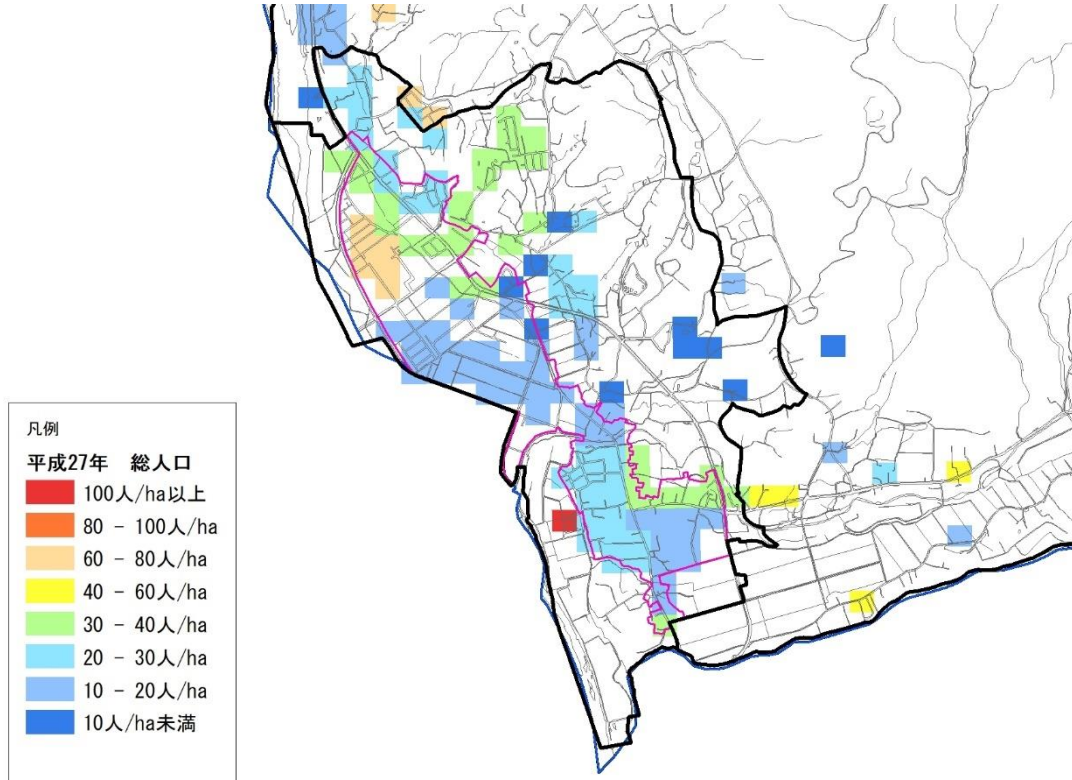 凡例
平成27年 総人口
100人/ha以上
80 - 100人/ha
60 - 80人/ha
40 - 60人/ha
30 - 40人/ha
20 - 30人/ha
10 - 20人/ha
10人/ha未満